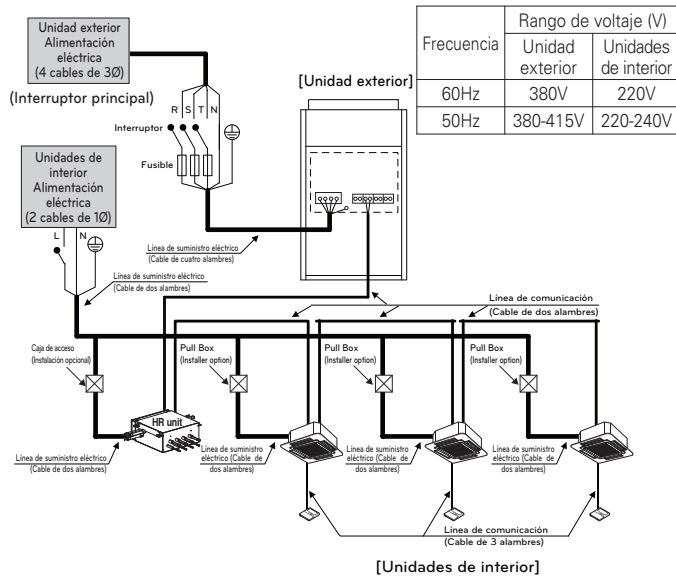 Unidad exterior
Alimentación
eléctrica
(4 cables de 3Ø)
(Interruptor principal)
R S T N
Interruptor
Fusible
[Unidad exterior]
Frecuencia
Rango de voltaje (V)
Unidad
exterior
Unidades
de interior
60Hz 380V 220V
50Hz 380-415V 220-240V
Unidades de
interior
Alimentación
eléctrica
(2 cables de 1Ø)
L N
Línea de suministro eléctrico
(Cable de cuatro alambres)
Línea de suministro eléctrico
(Cable de dos alambres)
Línea de comunicación
(Cable de dos alambres)
Caja de acceso
(Instalación opcional)
Pull Box
(Installer option)
Pull Box
(Installer option)
Pull Box
(Installer option)
HR unit
Línea de suministro eléctrico
(Cable de dos alambres)
Línea de suministro
eléctrico (Cable de
dos alambres)
Línea de suministro
eléctrico (Cable de
dos alambres)
Línea de suministro
eléctrico (Cable de
dos alambres)
Línea de comunicación
(Cable de 3 alambres)
[Unidades de interior]